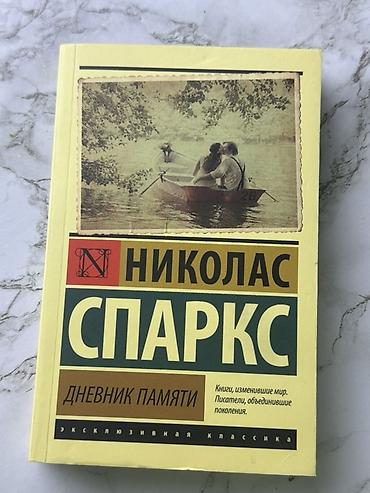 N НИКОЛАС
СПАРКС
ДНЕВНИК ПАМЯТИ
Книги, изменившие мир.
Писатели, объединившие
поколения.
эксклюзивная классика